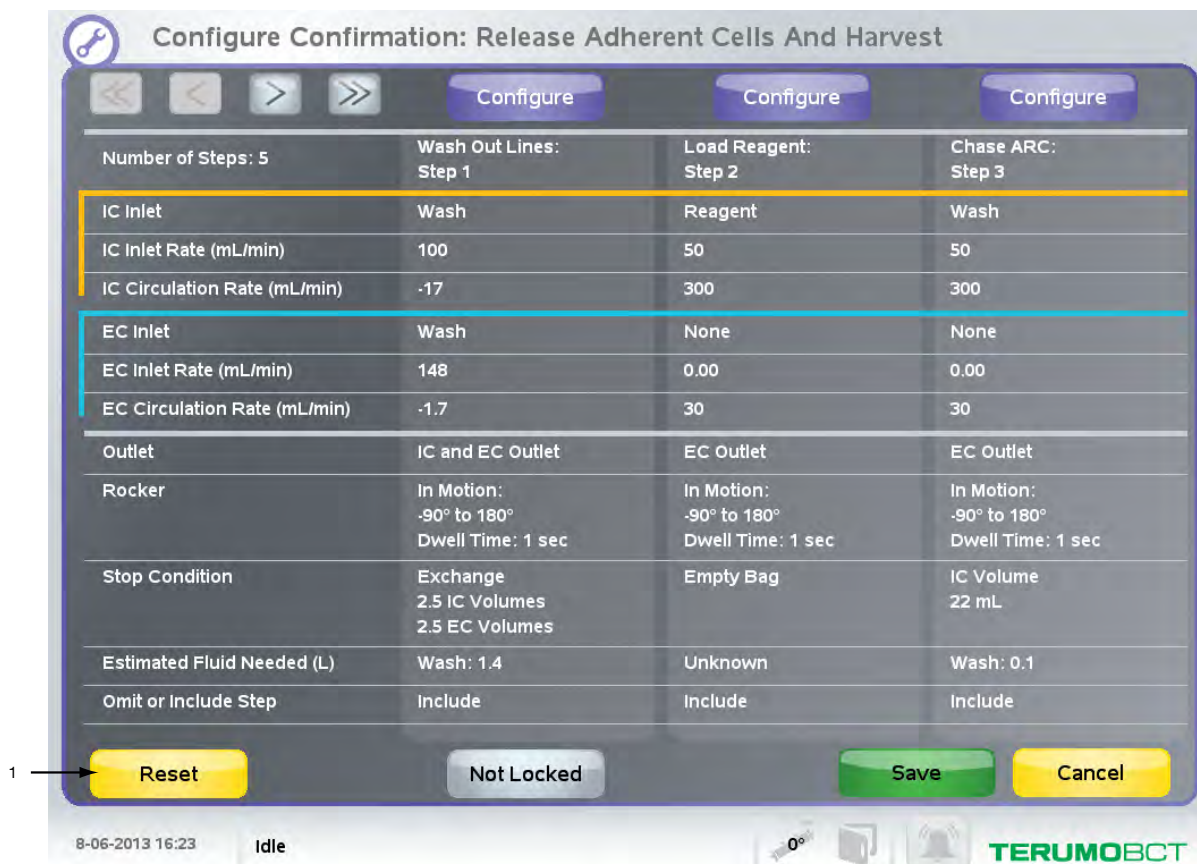 Configure Confirmation: Release Adherent Cells And Harvest
<< < > >> Configure Configure Configure
Number of Steps: 5 Wash Out Lines: Step 1 Load Reagent: Step 2 Chase ARC: Step 3
IC Inlet Wash Reagent Wash
IC Inlet Rate (mL/min) 100 50 50
IC Circulation Rate (mL/min) -17 300 300
EC Inlet Wash None None
EC Inlet Rate (mL/min) 148 0.00 0.00
EC Circulation Rate (mL/min) -1.7 30 30
Outlet IC and EC Outlet EC Outlet EC Outlet
Rocker In Motion: In Motion: In Motion:
-90° to 180° -90° to 180° -90° to 180°
Dwell Time: 1 sec Dwell Time: 1 sec Dwell Time: 1 sec
Stop Condition Exchange Empty Bag IC Volume
2.5 IC Volumes 22 mL
2.5 EC Volumes
Estimated Fluid Needed (L) Wash: 1.4 Unknown Wash: 0.1
Omit or Include Step Include Include Include
1 Reset Not Locked Save Cancel
8-06-2013 16:23 Idle 0° TERUMOBCT